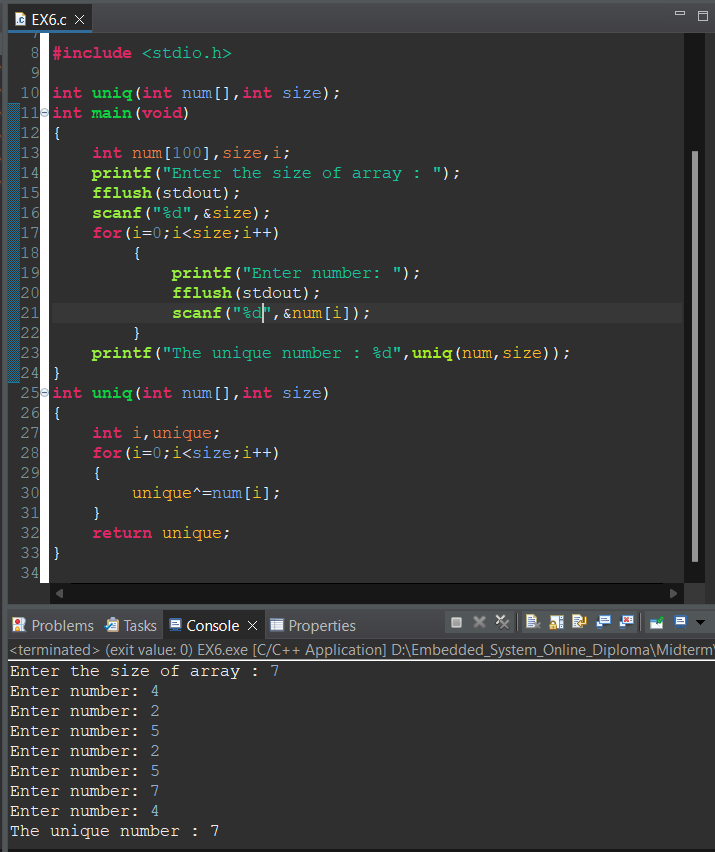 EX6.c
8 #include <stdio.h>
9
10 int uniq(int num[],int size);
11 int main(void)
12 {
13     int num[100],size,i;
14     printf("Enter the size of array : ");
15     fflush(stdout);
16     scanf("%d",&size);
17     for(i=0;i<size;i++)
18         {
19             printf("Enter number: ");
20             fflush(stdout);
21             scanf("%d",&num[i]);
22         }
23     printf("The unique number : %d",uniq(num,size));
24 }
25 int uniq(int num[],int size)
26 {
27     int i,unique;
28     for(i=0;i<size;i++)
29     {
30         unique^=num[i];
31     }
32     return unique;
33 }
34
Problems Tasks Console Properties
<terminated> (exit value: 0) EX6.exe [C/C++ Application] D:\Embedded_System_Online_Diploma\Midterm\
Enter the size of array : 7
Enter number: 4
Enter number: 2
Enter number: 5
Enter number: 2
Enter number: 5
Enter number: 7
Enter number: 4
The unique number : 7